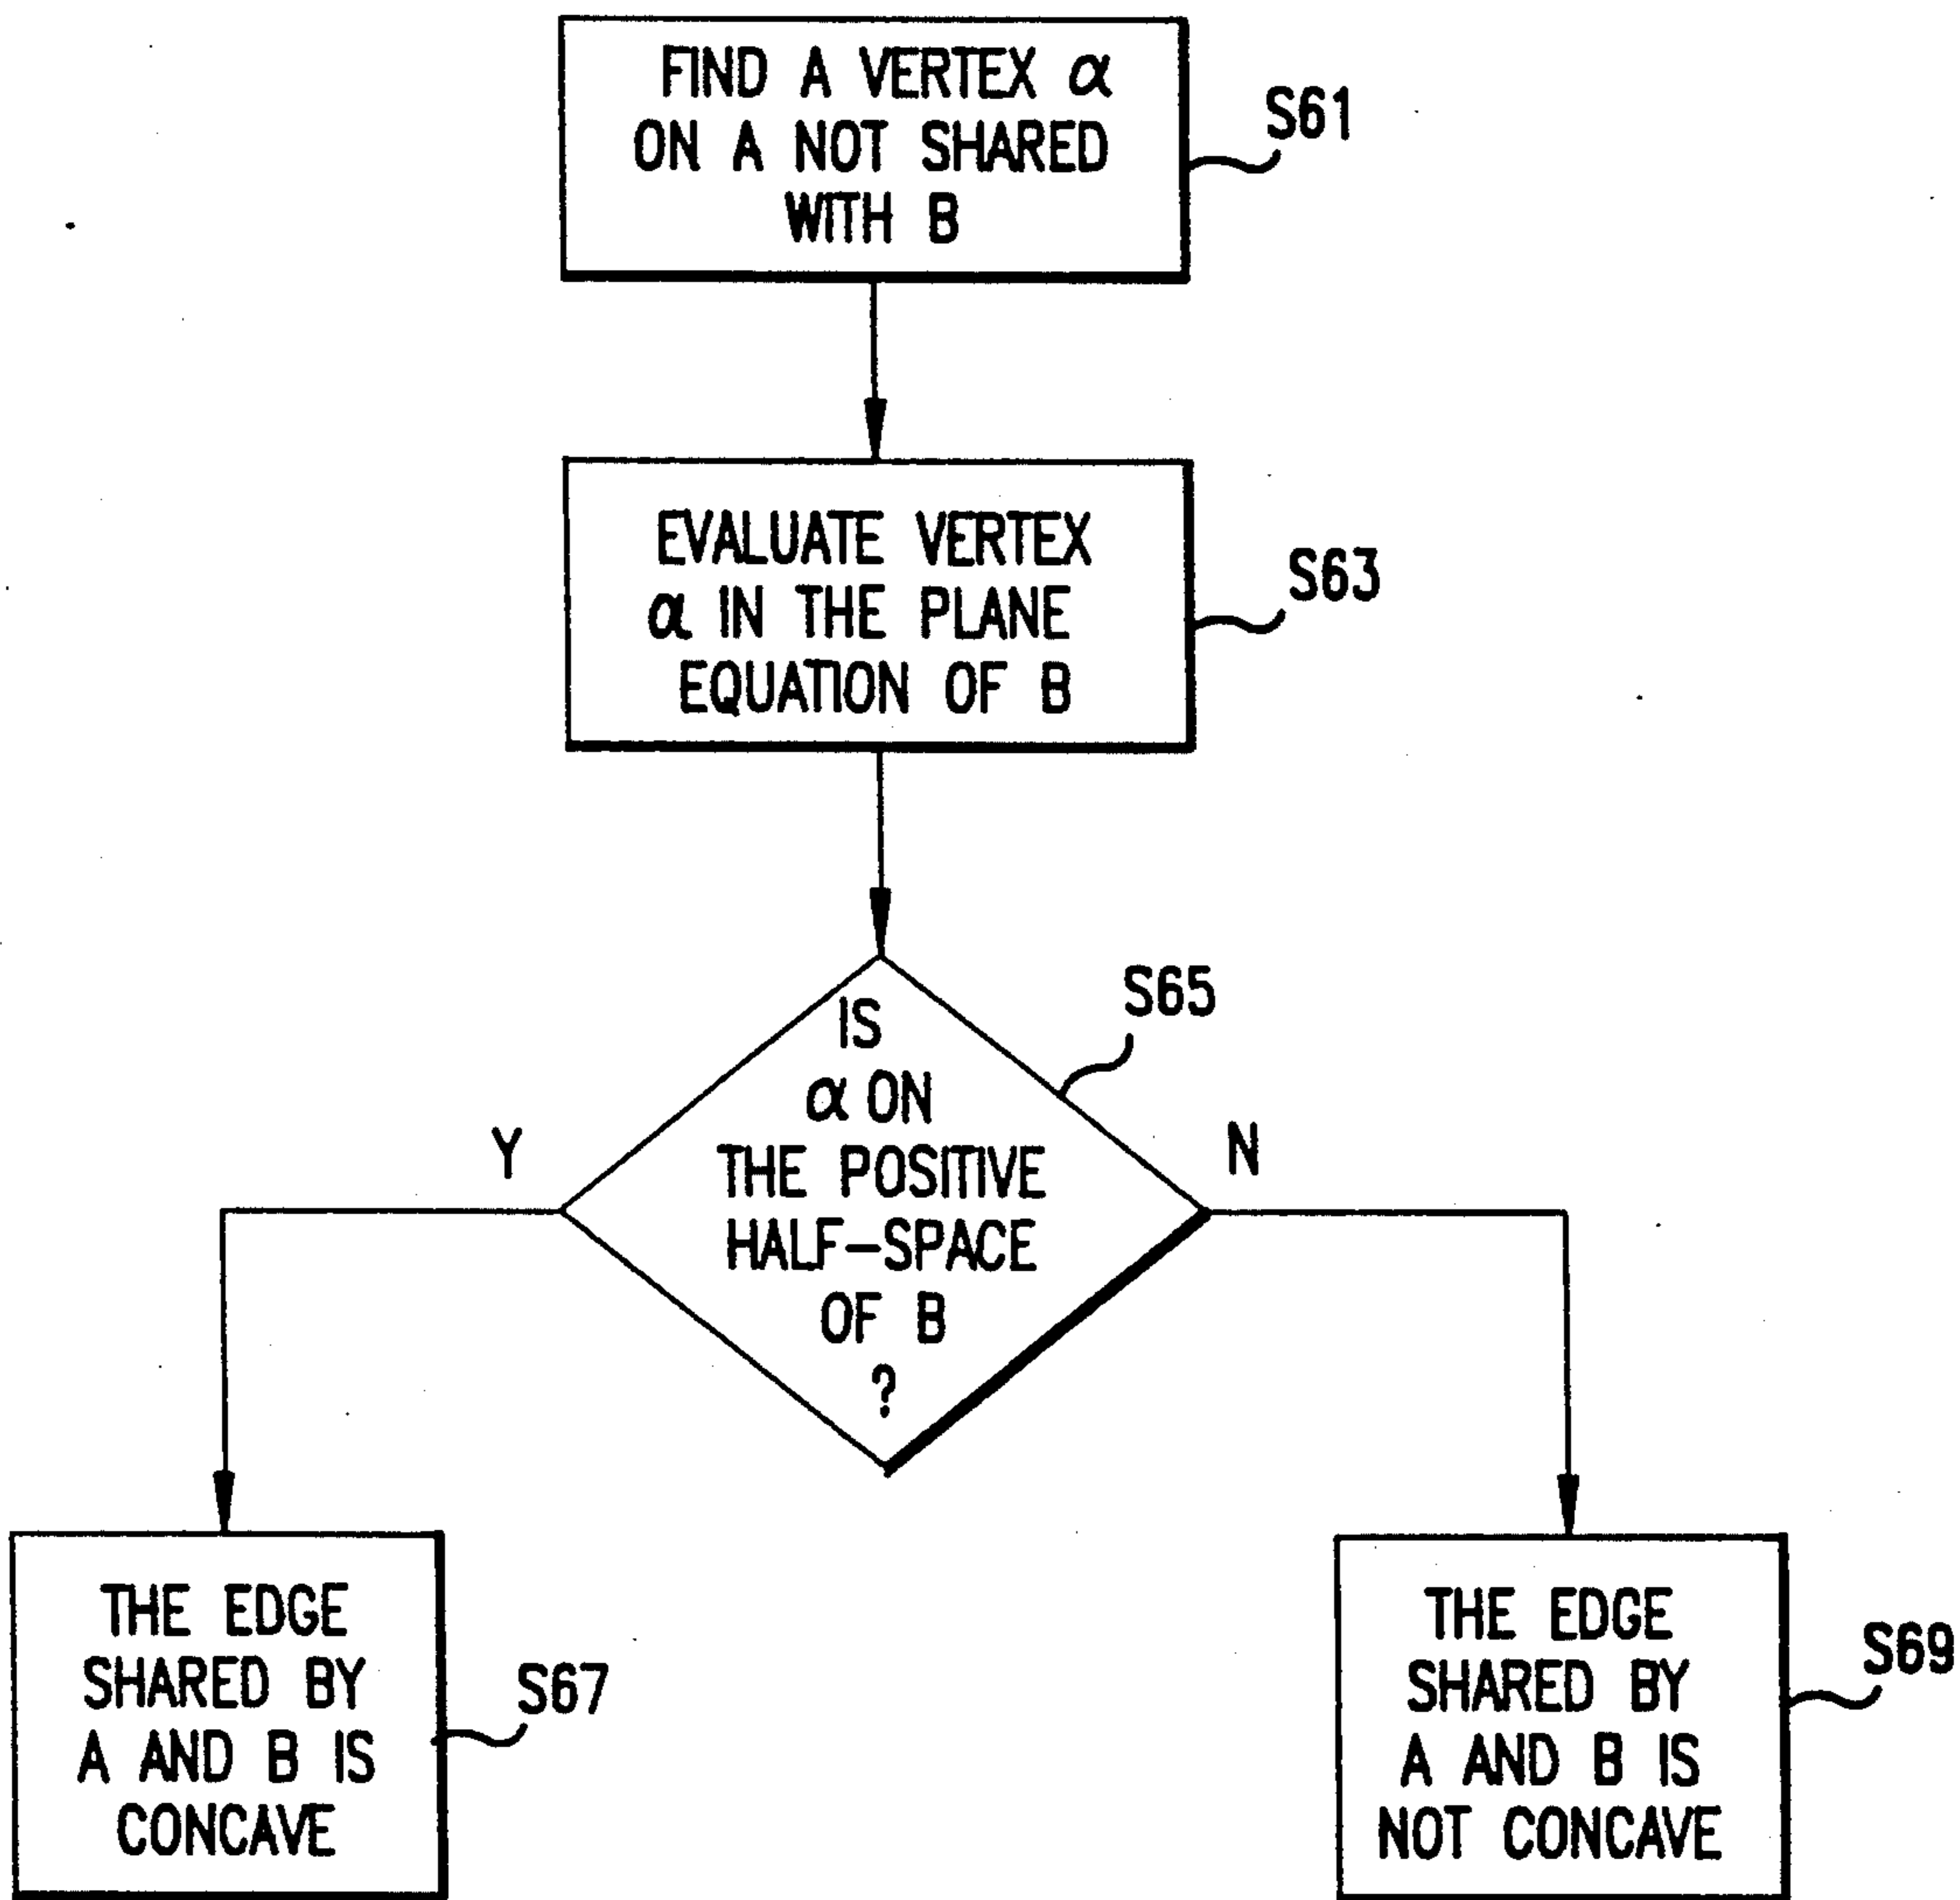 FIND A VERTEX α
ON A NOT SHARED
WITH B
S61
EVALUATE VERTEX
α IN THE PLANE
EQUATION OF B
S63
IS
α ON
THE POSITIVE
HALF-SPACE
OF B
?
S65
Y
N
THE EDGE
SHARED BY
A AND B IS
CONCAVE
S67
THE EDGE
SHARED BY
A AND B IS
NOT CONCAVE
S69